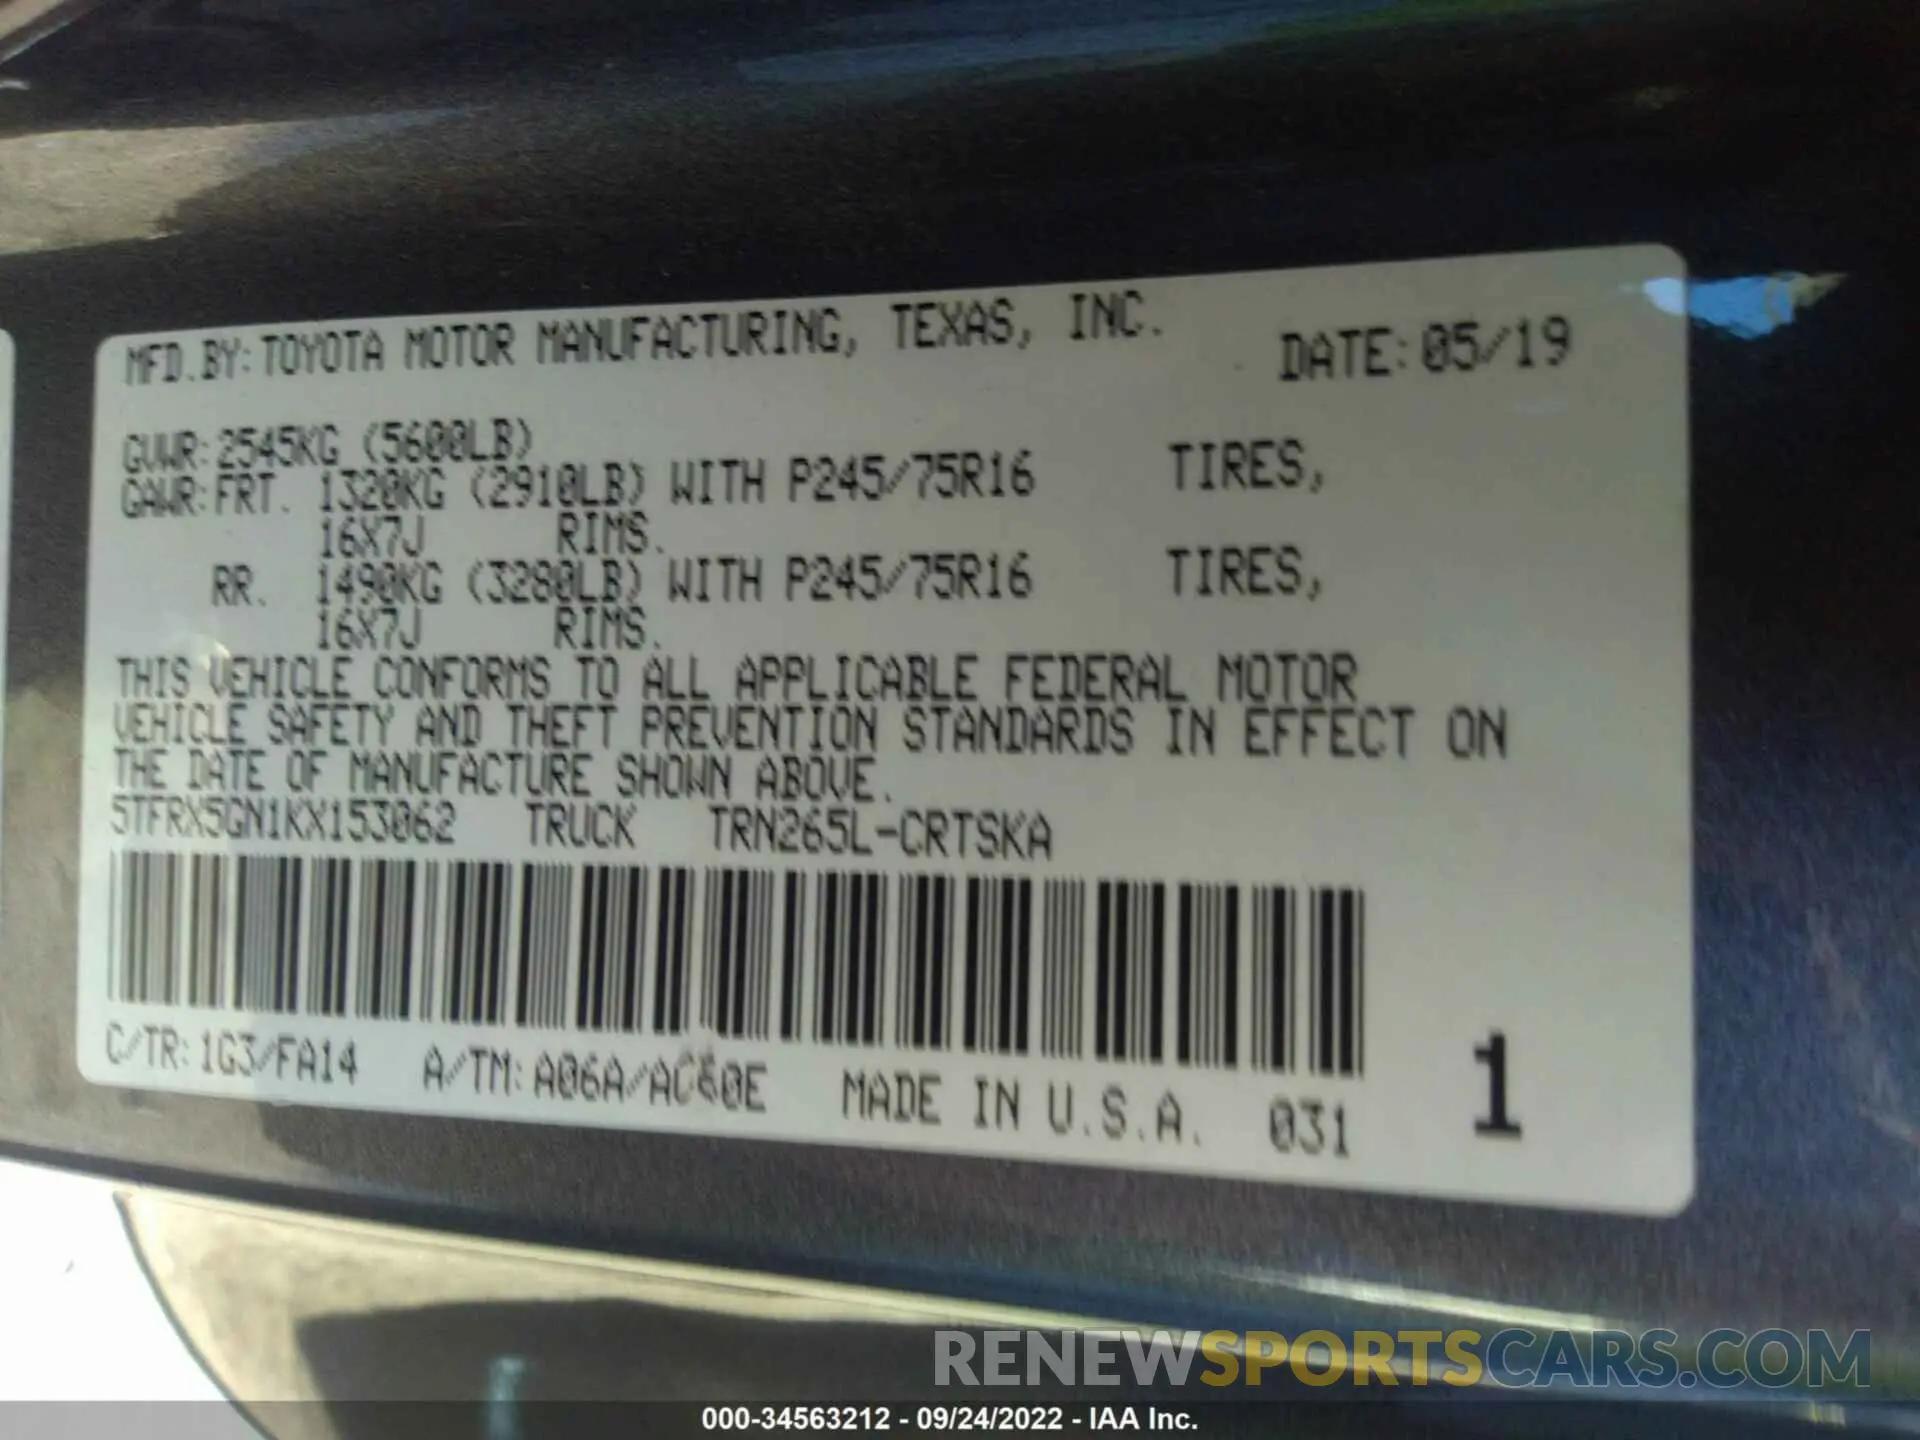 MFD.BY:TOYOTA MOTOR MANUFACTURING, TEXAS, INC. DATE:05/19
GVWR:2545KG (5600LB)
GAWR:FRT. 1320KG (2910LB) WITH P245/75R16 TIRES,
16X7J RIMS.
RR. 1490KG (3280LB) WITH P245/75R16 TIRES,
16X7J RIMS.
THIS VEHICLE CONFORMS TO ALL APPLICABLE FEDERAL MOTOR
VEHICLE SAFETY AND THEFT PREVENTION STANDARDS IN EFFECT ON
THE DATE OF MANUFACTURE SHOWN ABOVE.
5TFRX5GN1KX153062 TRUCK TRN265L-CRTSKA
C/TR:1G3/FA14 A/TM:A06A/AC60E MADE IN U.S.A. 031 1
RENEWSPORTSCARS.COM
000-34563212 - 09/24/2022 - IAA Inc.